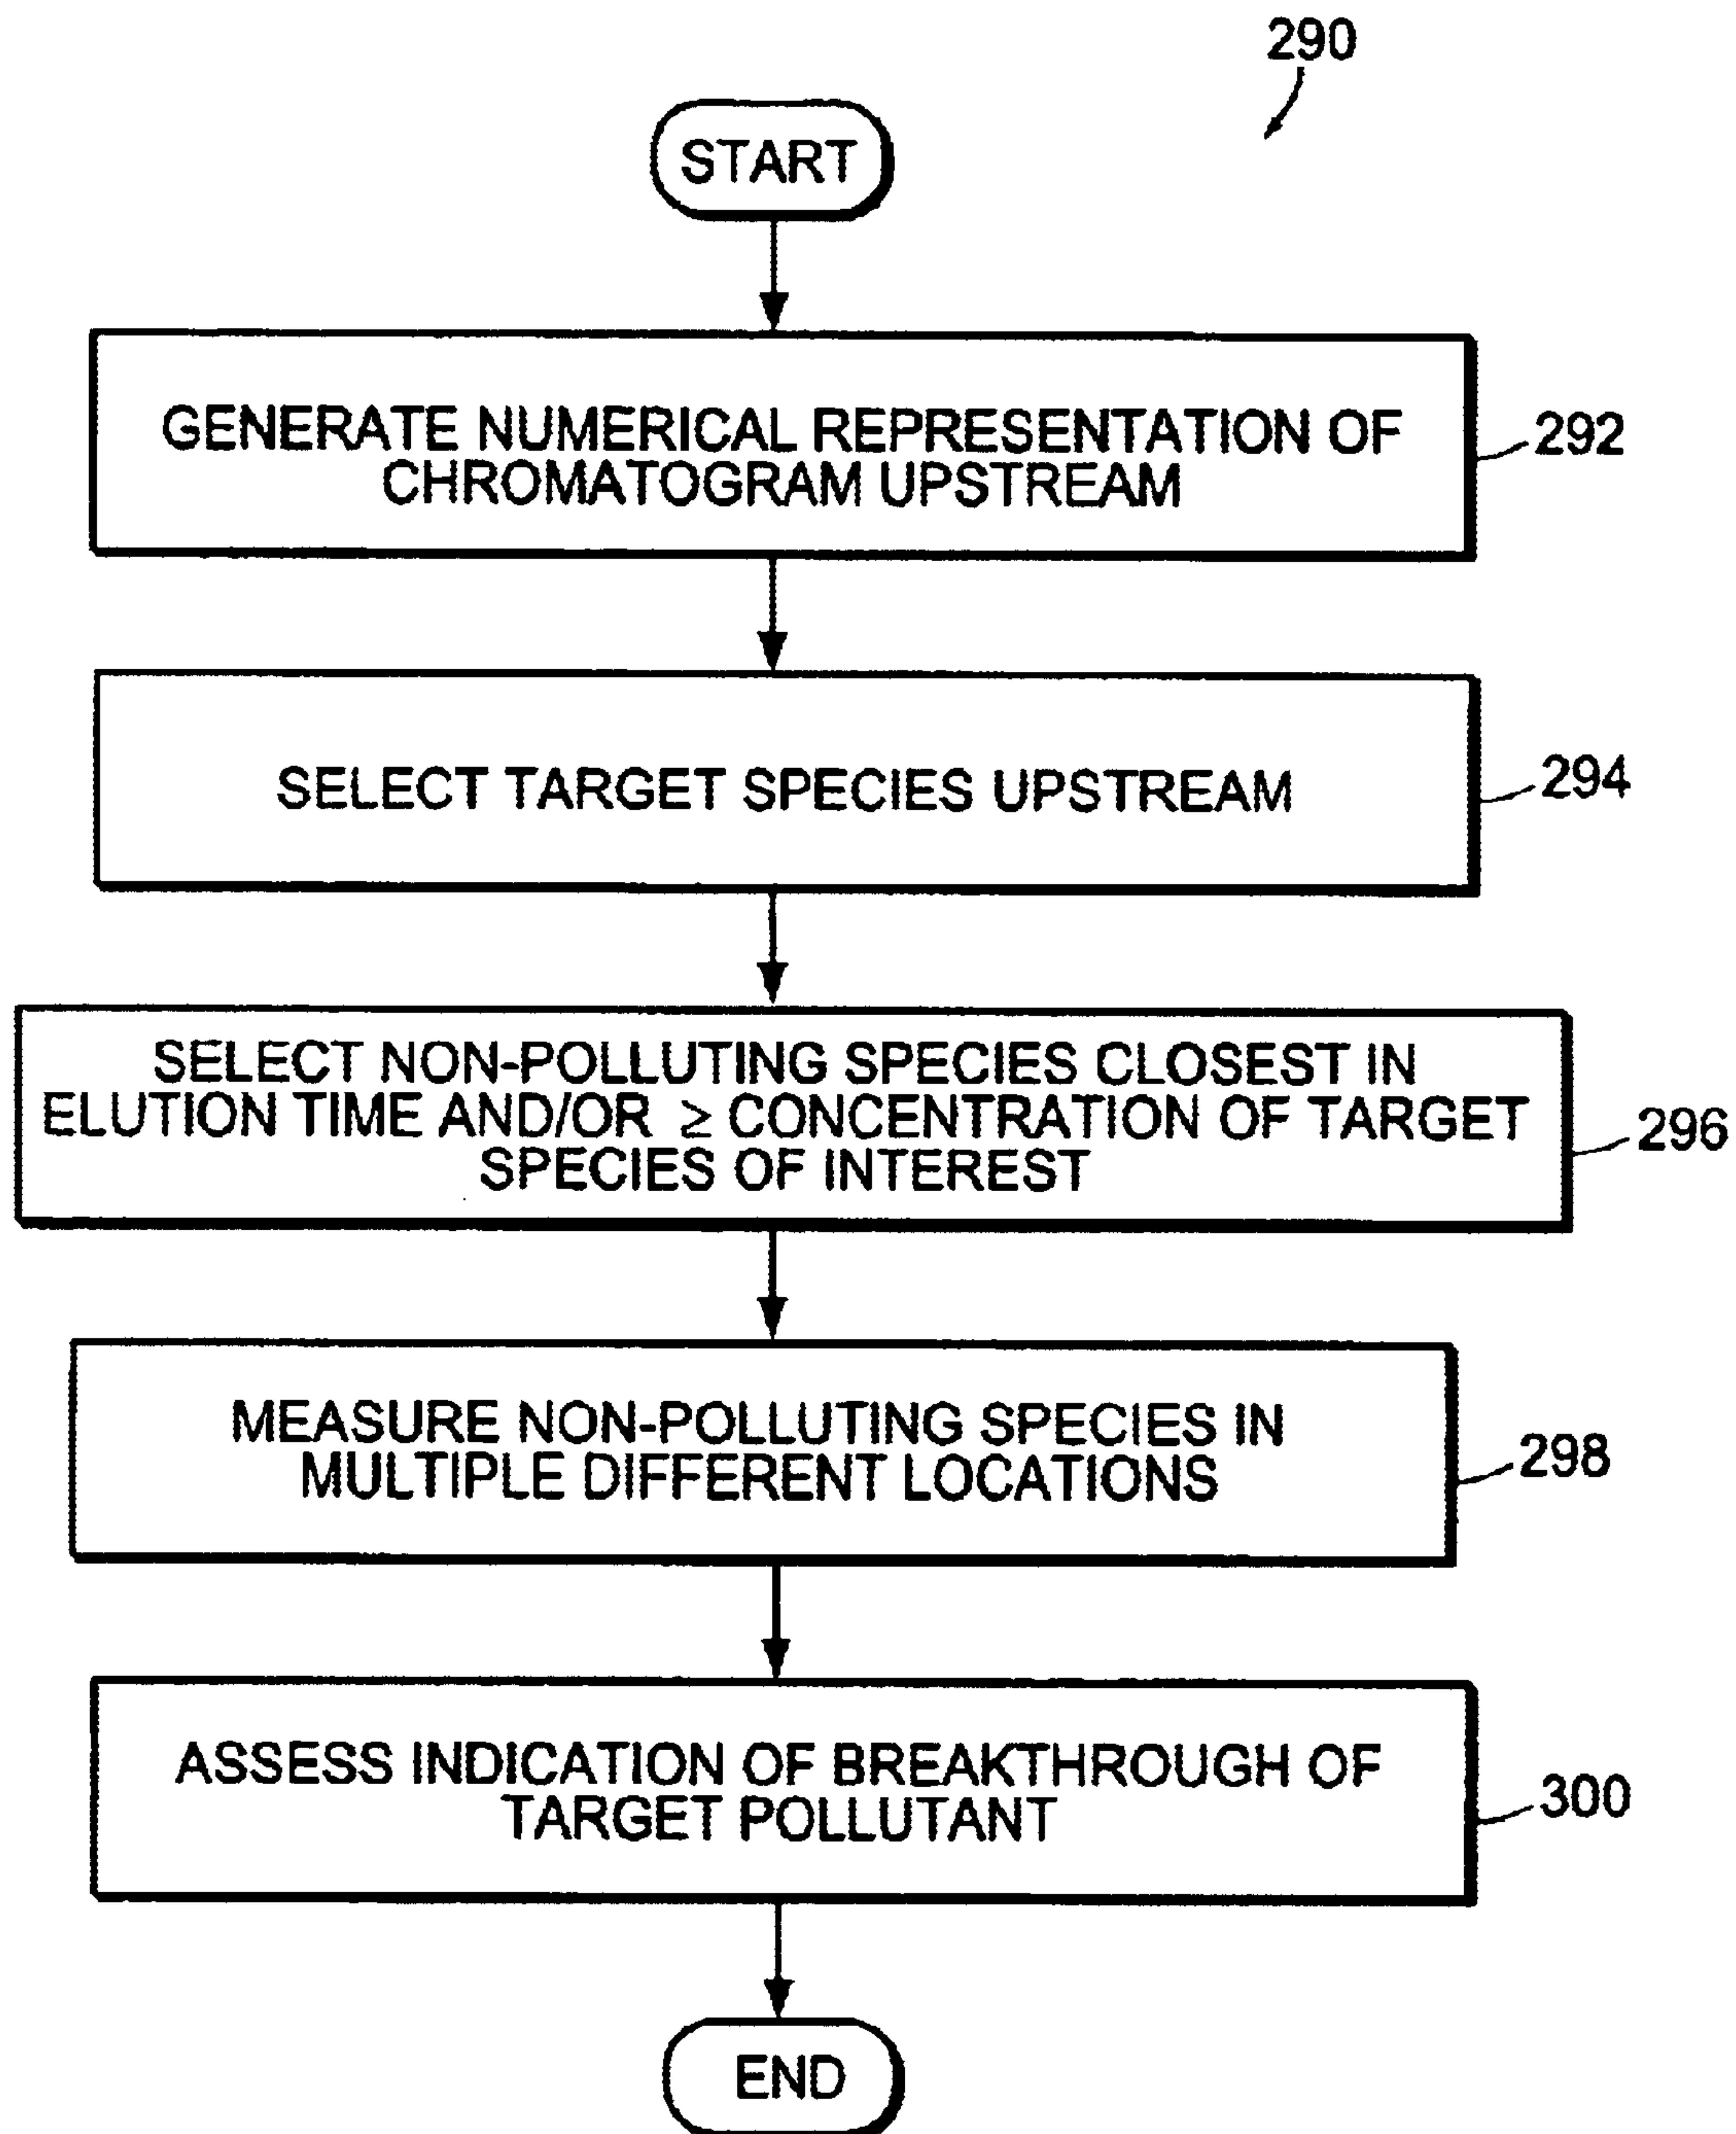 290
START
GENERATE NUMERICAL REPRESENTATION OF
CHROMATOGRAM UPSTREAM
292
SELECT TARGET SPECIES UPSTREAM
294
SELECT NON-POLLUTING SPECIES CLOSEST IN
ELUTION TIME AND/OR ≥ CONCENTRATION OF TARGET
SPECIES OF INTEREST
296
MEASURE NON-POLLUTING SPECIES IN
MULTIPLE DIFFERENT LOCATIONS
298
ASSESS INDICATION OF BREAKTHROUGH OF
TARGET POLLUTANT
300
END